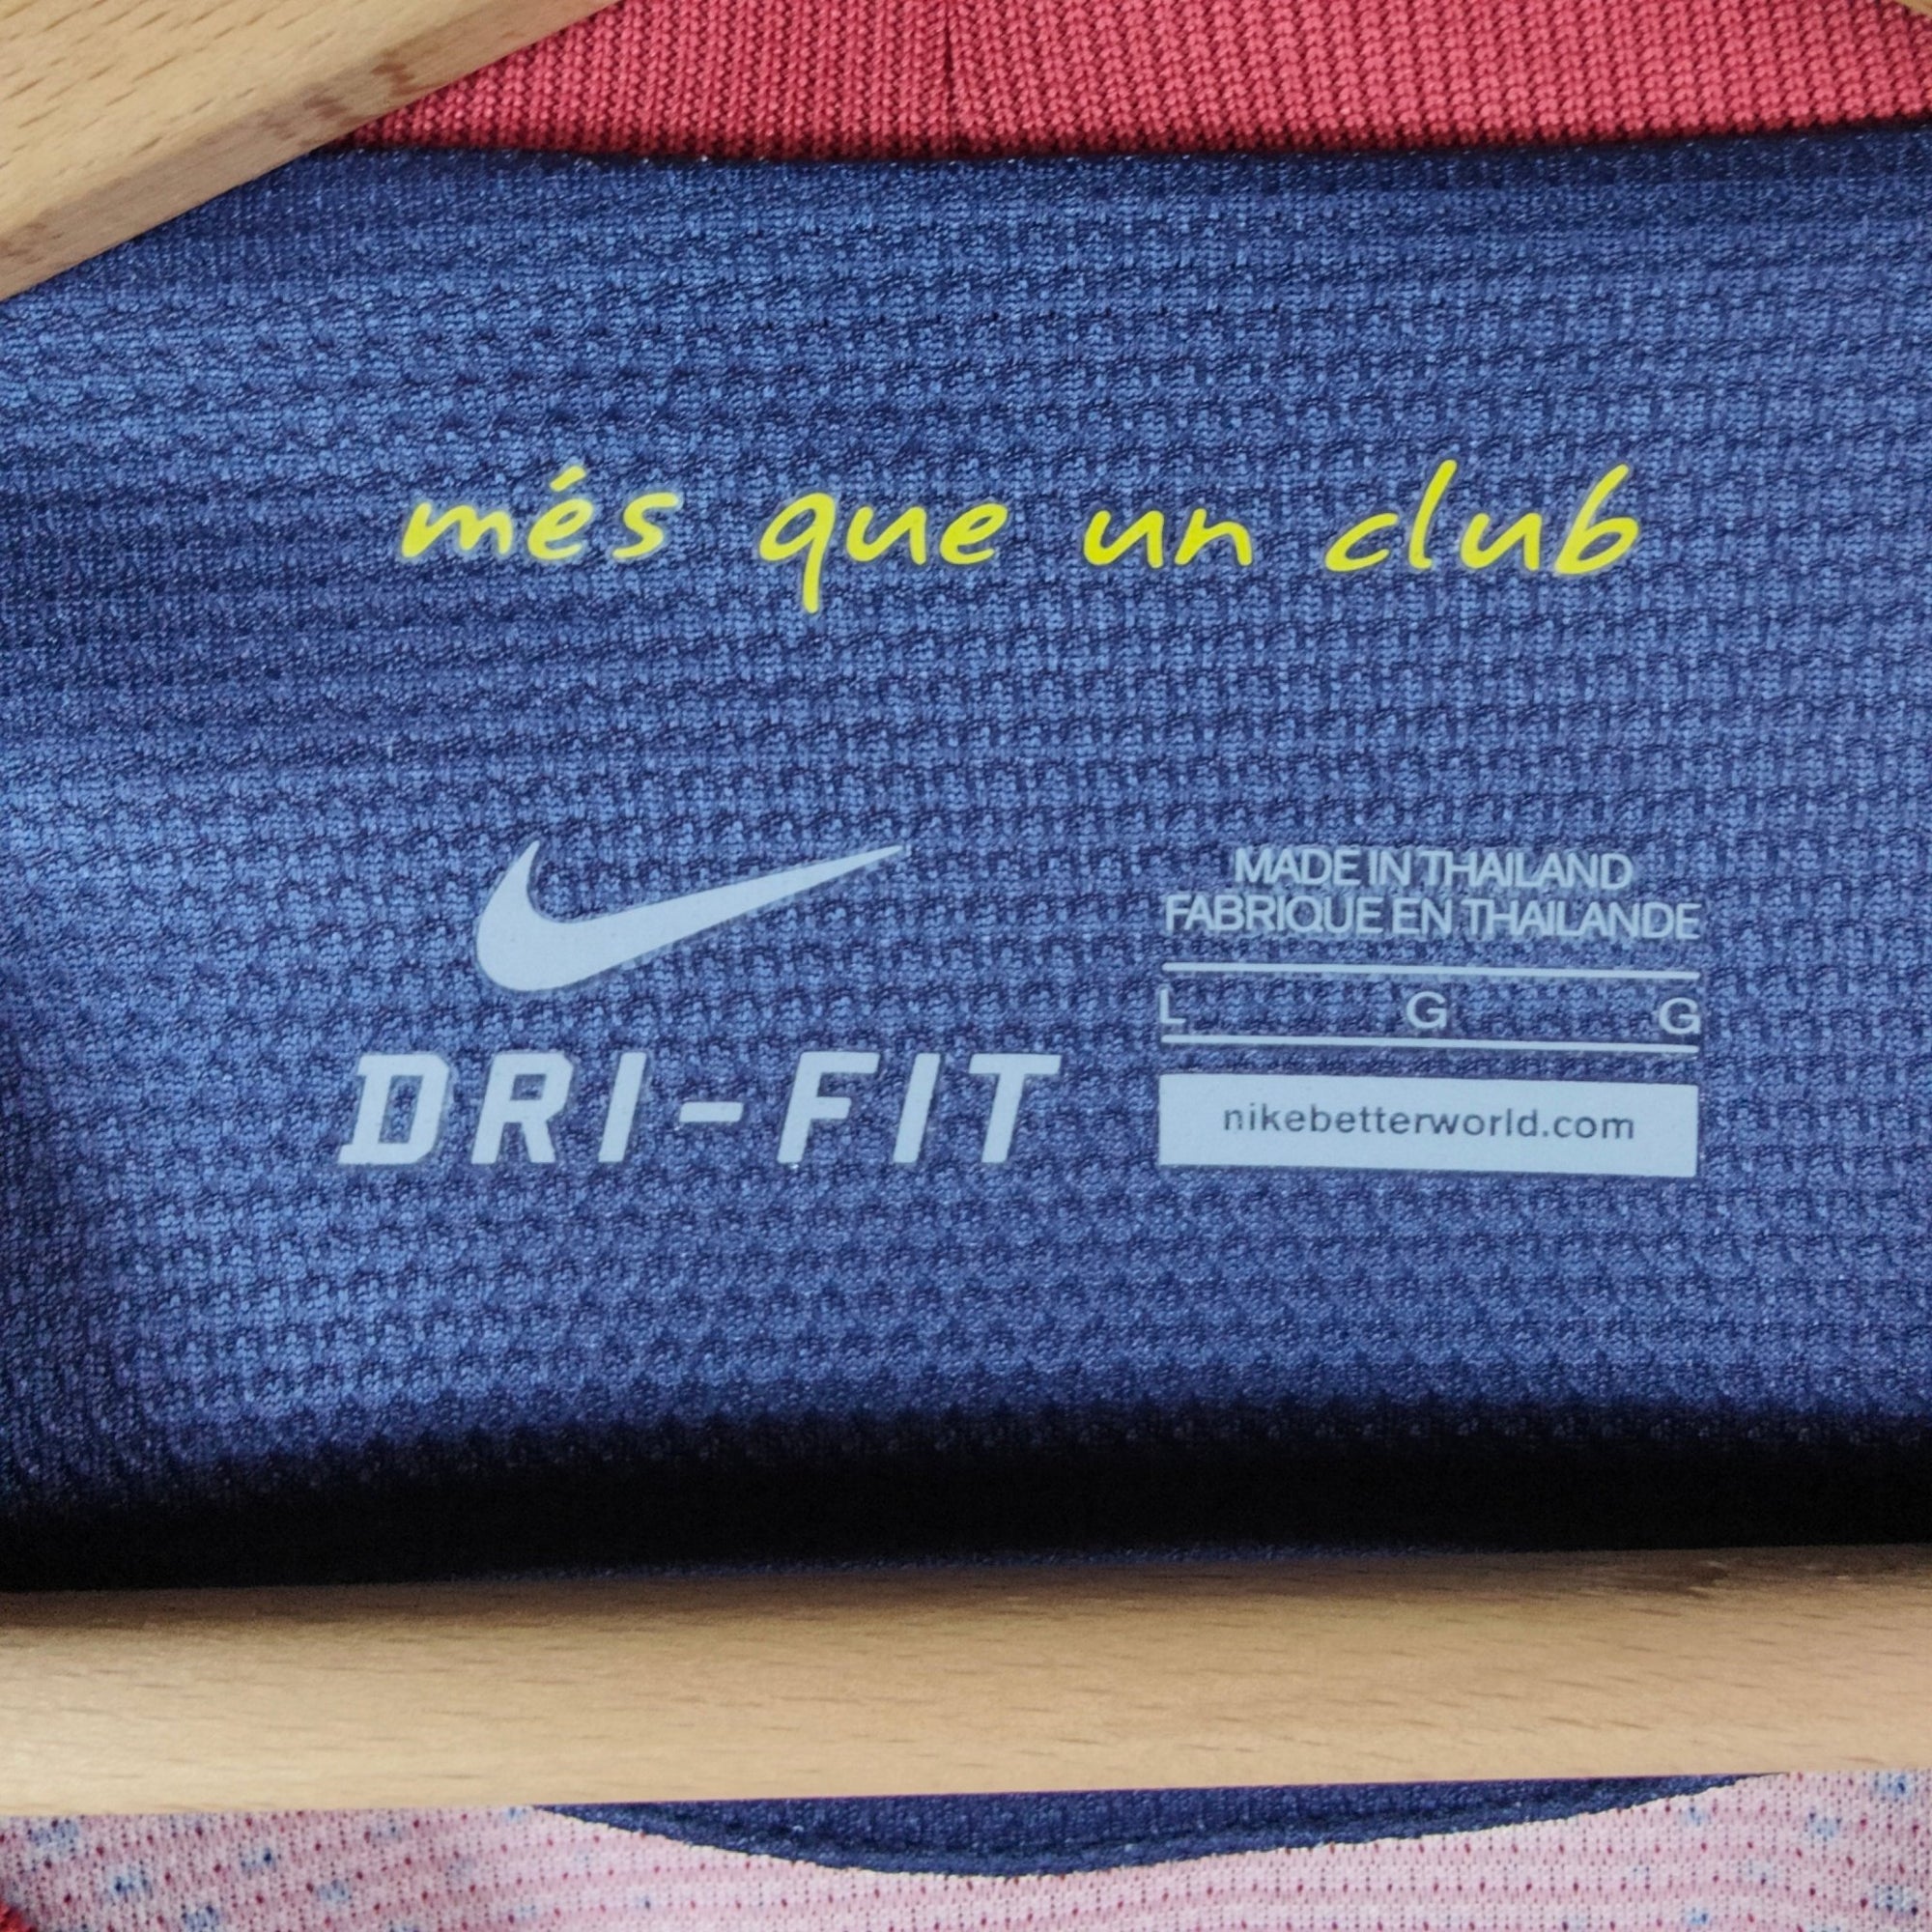 més que un club
DRI-FIT
MADE IN THAILAND
FABRIQUE EN THAILANDE
L G G
nikebetterworld.com